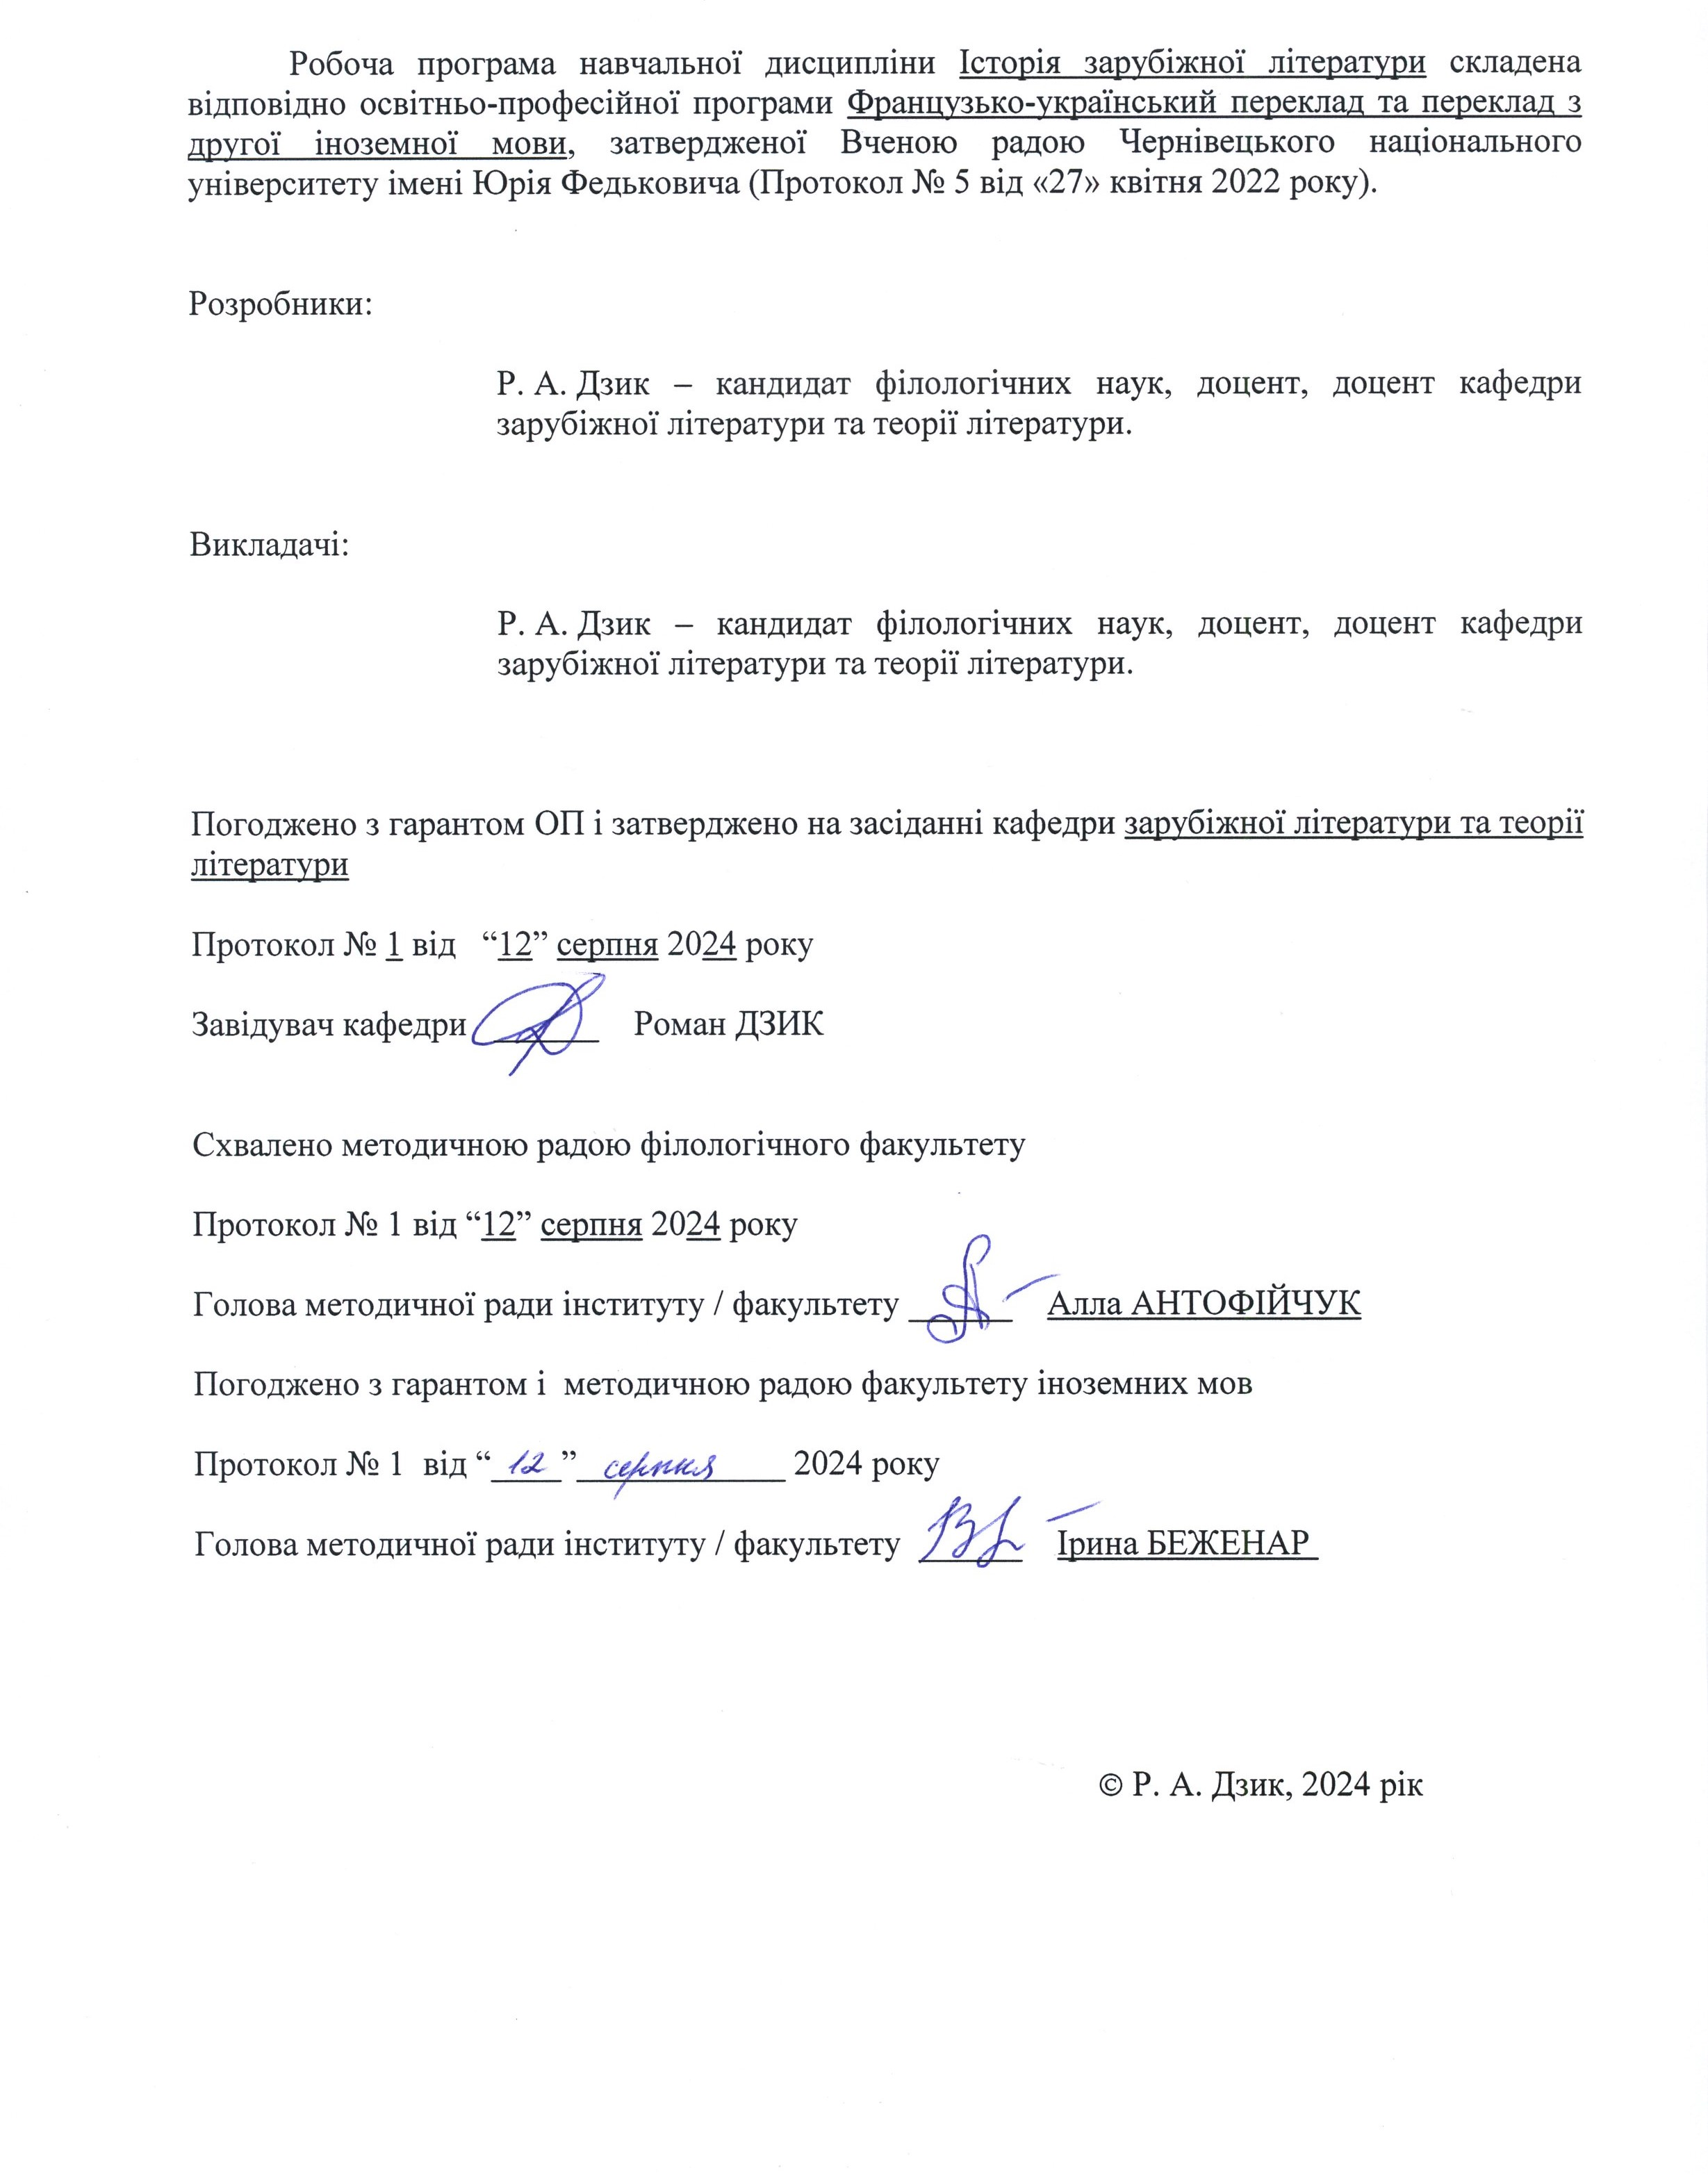 Робоча програма навчальної дисципліни Історія зарубіжної літератури складена
відповідно освітньо-професійної програми Французько-український переклад та переклад з
другої іноземної мови, затвердженої Вченою радою Чернівецького національного
університету імені Юрія Федьковича (Протокол № 5 від «27» квітня 2022 року).
Розробники:
Р. А. Дзик – кандидат філологічних наук, доцент, доцент кафедри
зарубіжної літератури та теорії літератури.
Викладачі:
Р. А. Дзик – кандидат філологічних наук, доцент, доцент кафедри
зарубіжної літератури та теорії літератури.
Погоджено з гарантом ОП і затверджено на засіданні кафедри зарубіжної літератури та теорії
літератури
Протокол № 1 від “12” серпня 2024 року
Завідувач кафедри ______ Роман ДЗИК
Схвалено методичною радою філологічного факультету
Протокол № 1 від “12” серпня 2024 року
Голова методичної ради інституту / факультету ______ Алла АНТОФІЙЧУК
Погоджено з гарантом і методичною радою факультету іноземних мов
Протокол № 1 від “12” серпня 2024 року
Голова методичної ради інституту / факультету ______ Ірина БЕЖЕНАР
© Р. А. Дзик, 2024 рік